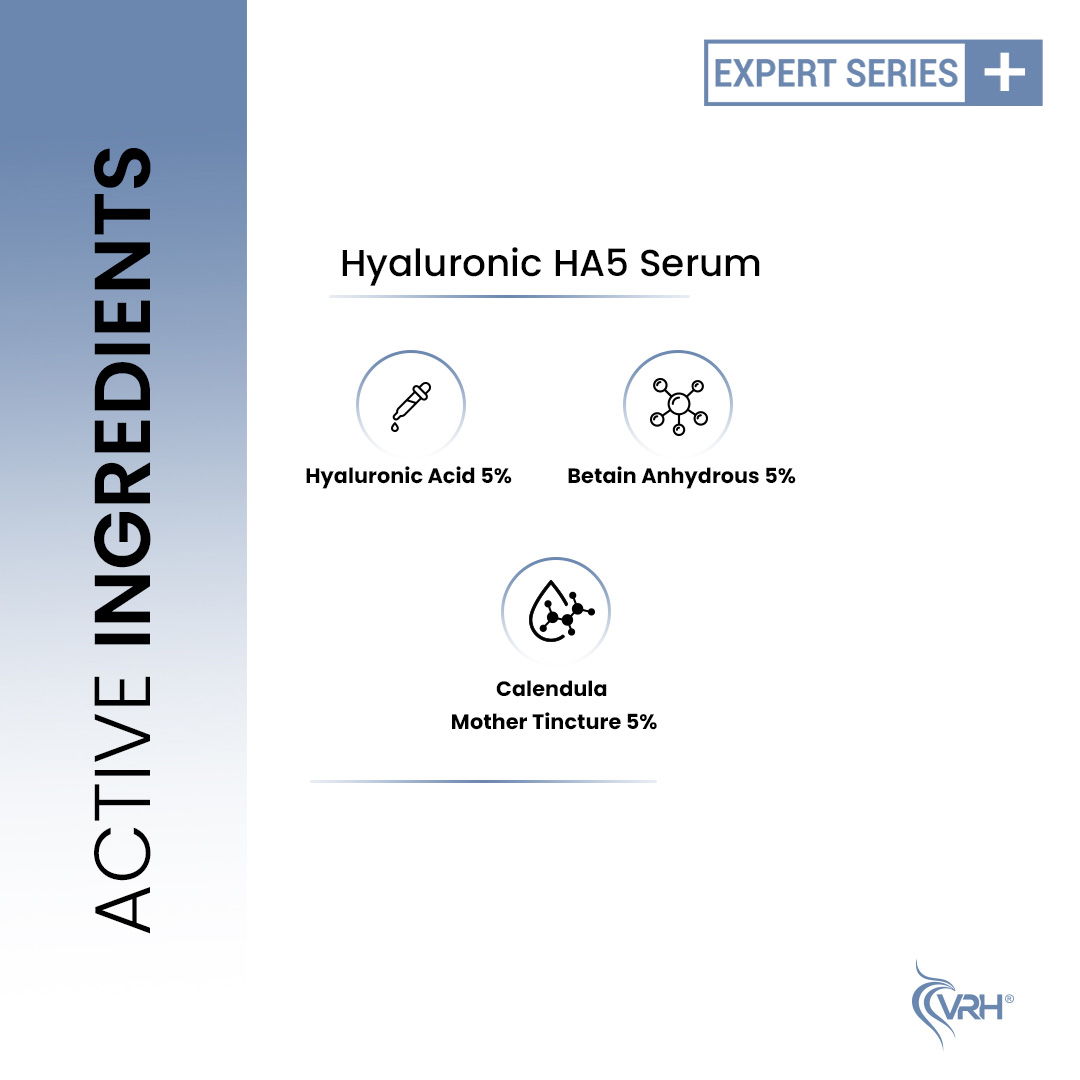 EXPERT SERIES +
ACTIVE INGREDIENTS
Hyaluronic HA5 Serum
Hyaluronic Acid 5%
Betain Anhydrous 5%
Calendula
Mother Tincture 5%
VRH®